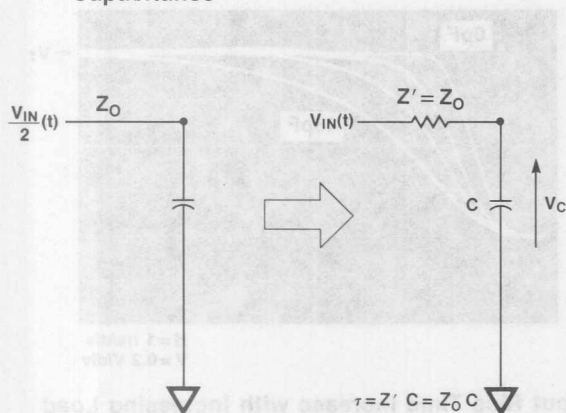 Capacitance
V_IN/2 (t)
Z_O
V_IN(t)
Z' = Z_O
C
V_C
τ = Z' C = Z_O C